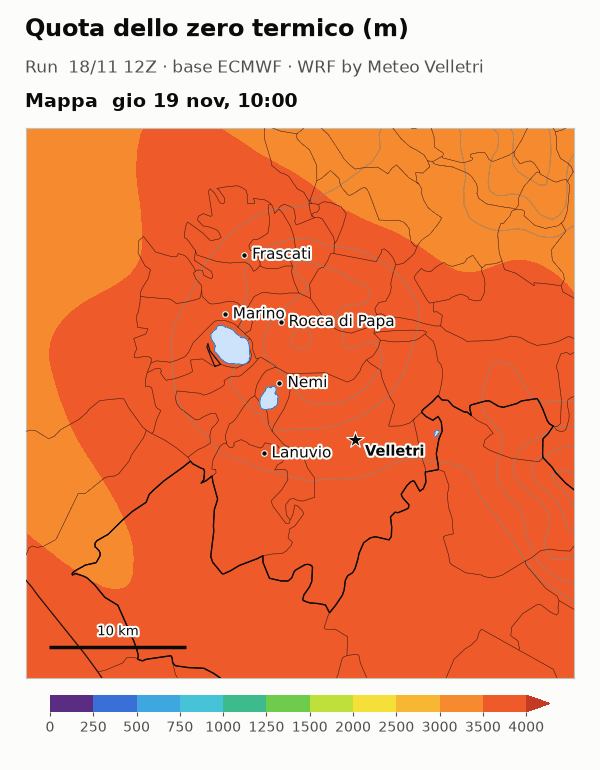 Quota dello zero termico (m)
Run  18/11 12Z · base ECMWF · WRF by Meteo Velletri
Mappa  gio 19 nov, 10:00
Frascati
Marino
Rocca di Papa
Nemi
Velletri
Lanuvio
10 km
0 250 500 750 1000 1250 1500 2000 2500 3000 3500 4000